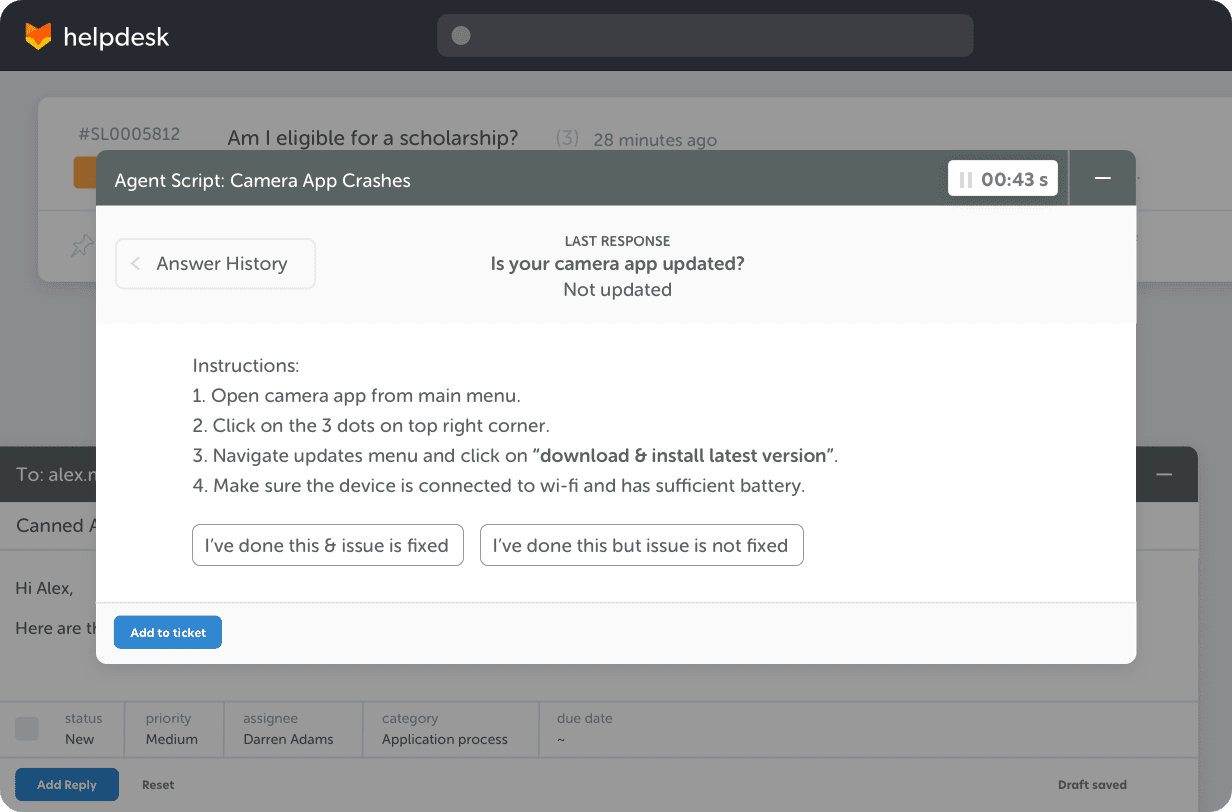 helpdesk
#SL0005812
Am I eligible for a scholarship? (3) 28 minutes ago
Agent Script: Camera App Crashes
00:43 s
Answer History
LAST RESPONSE
Is your camera app updated?
Not updated
Instructions:
1. Open camera app from main menu.
2. Click on the 3 dots on top right corner.
3. Navigate updates menu and click on “download & install latest version”.
4. Make sure the device is connected to wi-fi and has sufficient battery.
I’ve done this & issue is fixed
I’ve done this but issue is not fixed
Add to ticket
To: alex.
Canned
Hi Alex,
Here are
status
New
priority
Medium
assignee
Darren Adams
category
Application process
due date
~
Add Reply
Reset
Draft saved